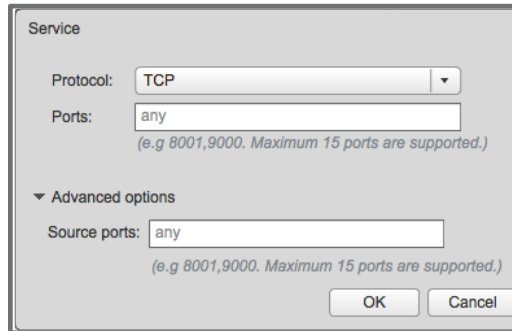 Service
Protocol: TCP
Ports: any
(e.g 8001,9000. Maximum 15 ports are supported.)
Advanced options
Source ports: any
(e.g 8001,9000. Maximum 15 ports are supported.)
OK Cancel